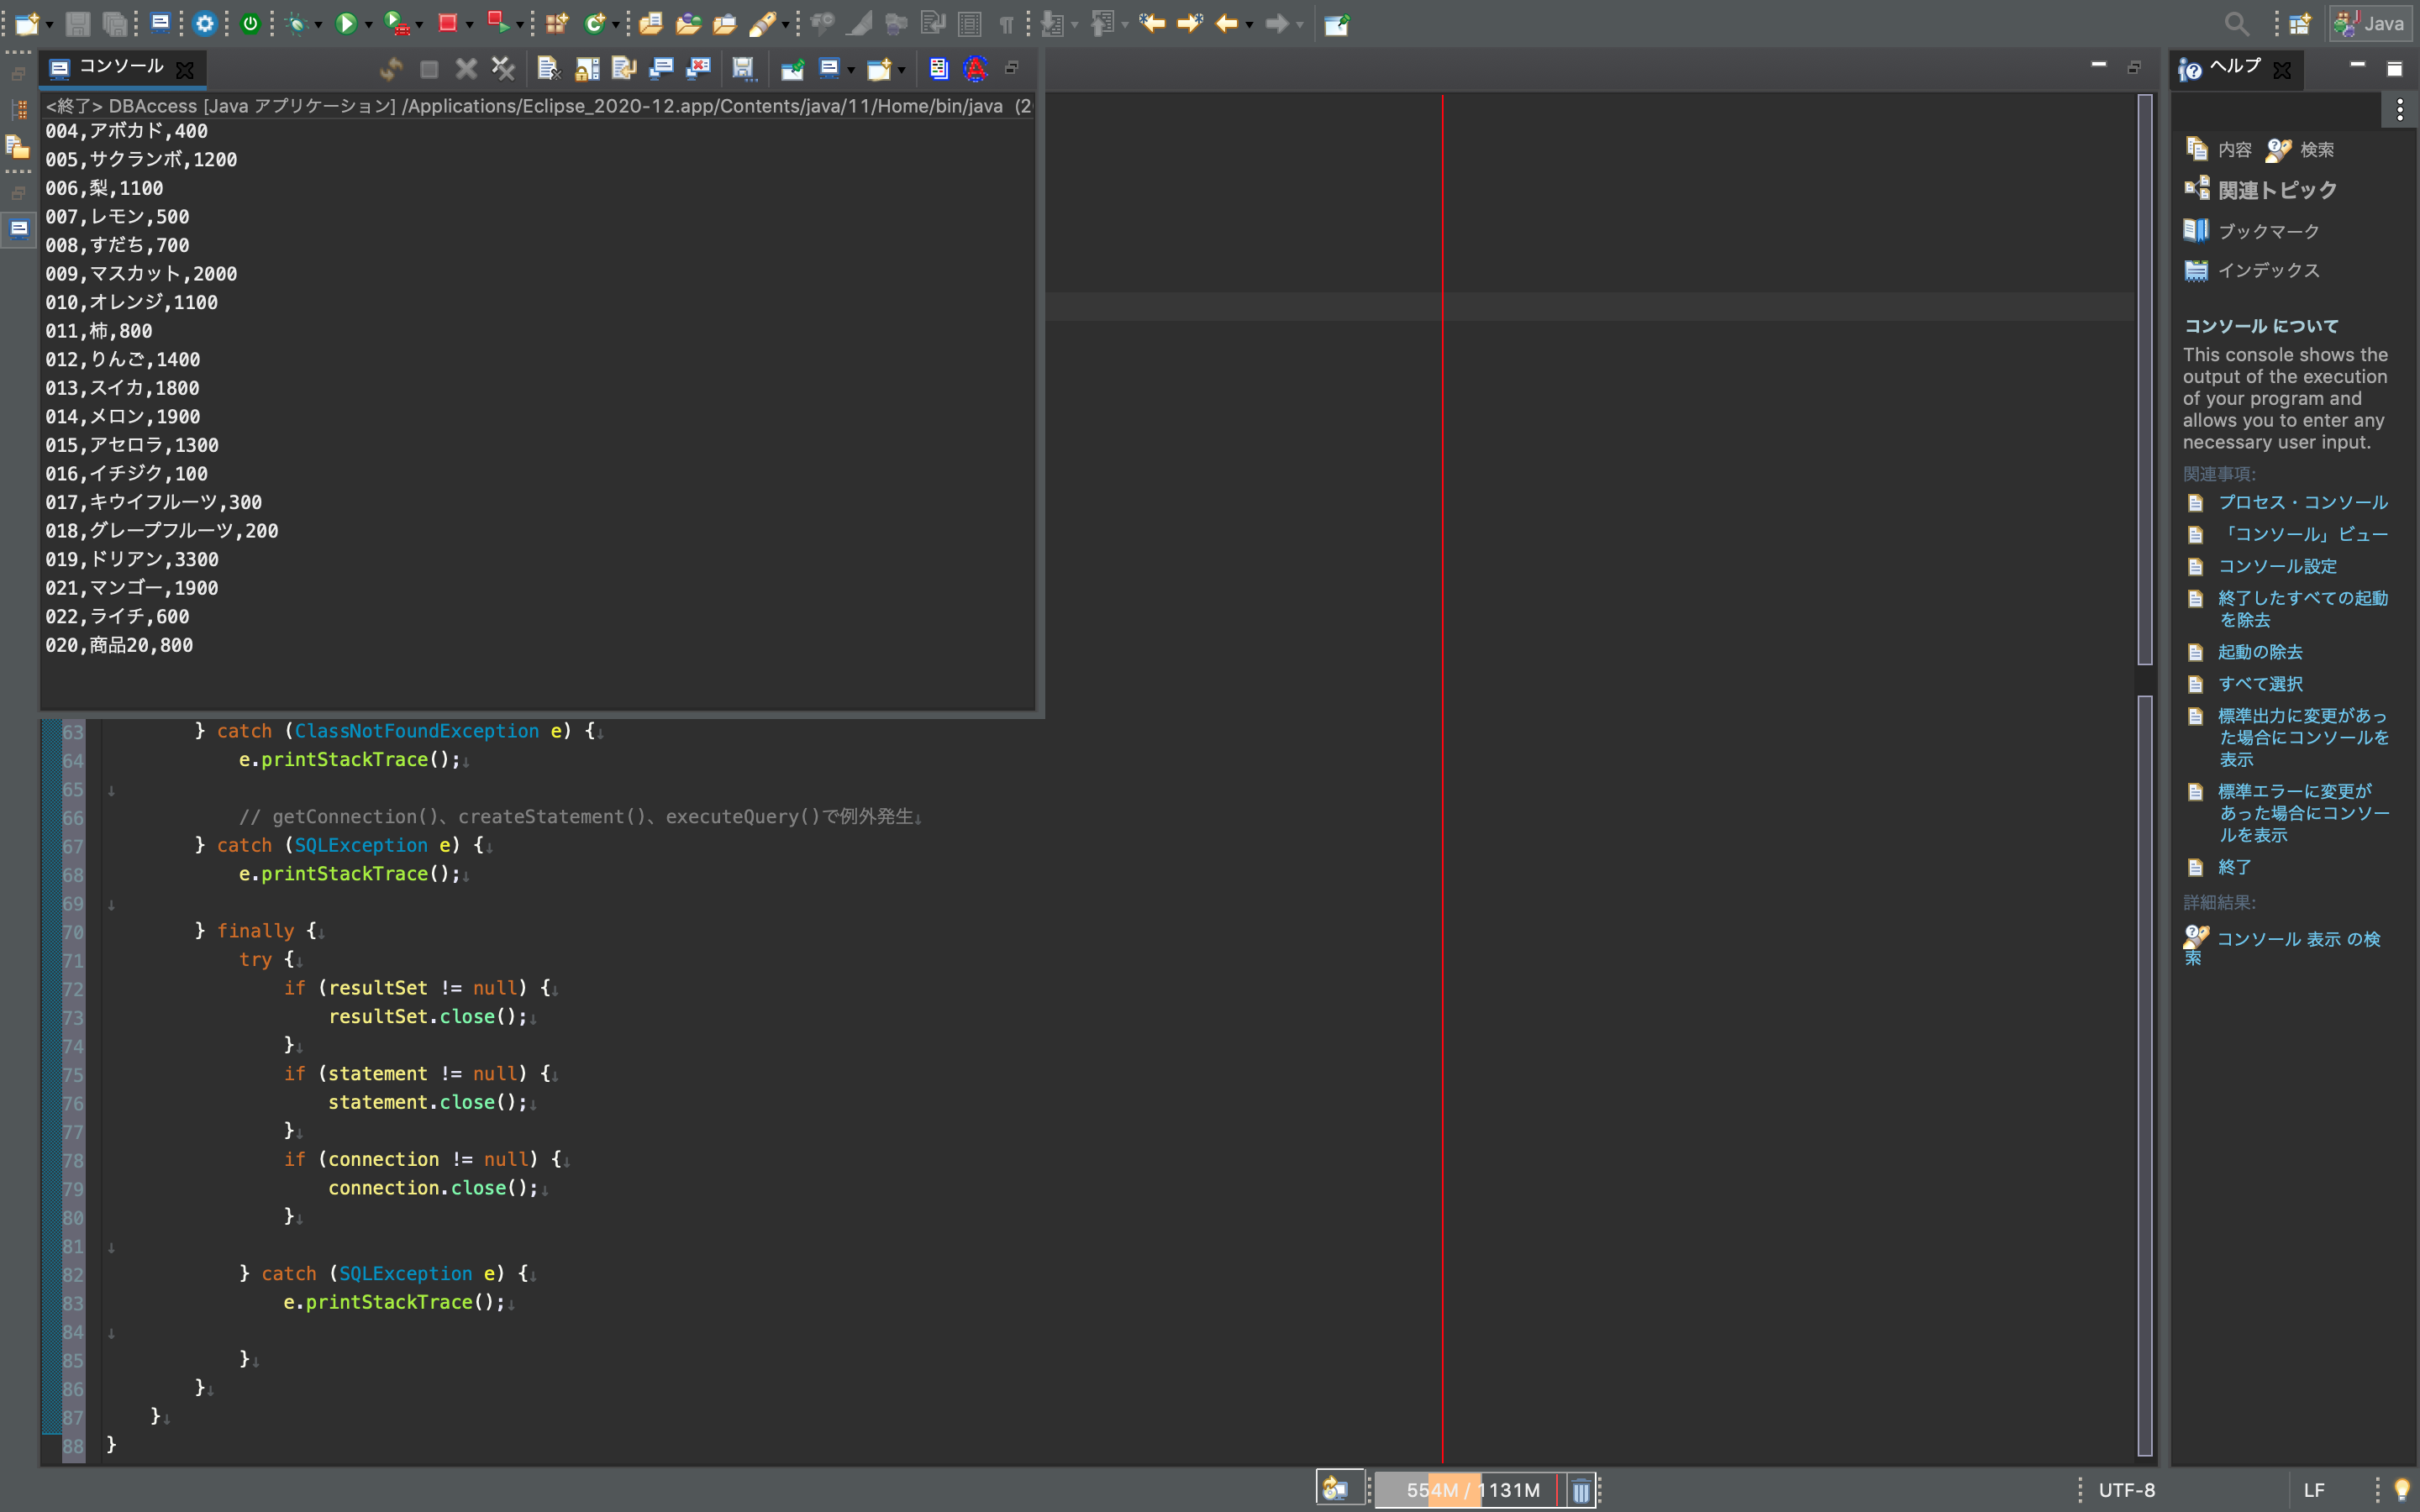 Java
コンソール
ヘルプ
<終了> DBAccess [Java アプリケーション] /Applications/Eclipse_2020-12.app/Contents/java/11/Home/bin/java (2
004,アボカド,400
005,サクランボ,1200
006,梨,1100
007,レモン,500
008,すだち,700
009,マスカット,2000
010,オレンジ,1100
011,柿,800
012,りんご,1400
013,スイカ,1800
014,メロン,1900
015,アセロラ,1300
016,イチジク,100
017,キウイフルーツ,300
018,グレープフルーツ,200
019,ドリアン,3300
021,マンゴー,1900
022,ライチ,600
020,商品20,800
63 } catch (ClassNotFoundException e) {↓
64 e.printStackTrace();↓
65 ↓
66 // getConnection()、createStatement()、executeQuery()で例外発生↓
67 } catch (SQLException e) {↓
68 e.printStackTrace();↓
69 ↓
70 } finally {↓
71 try {↓
72 if (resultSet != null) {↓
73 resultSet.close();↓
74 }↓
75 if (statement != null) {↓
76 statement.close();↓
77 }↓
78 if (connection != null) {↓
79 connection.close();↓
80 }↓
81 ↓
82 } catch (SQLException e) {↓
83 e.printStackTrace();↓
84 ↓
85 }↓
86 }↓
87 }↓
88 }
内容 検索
関連トピック
ブックマーク
インデックス
コンソール について
This console shows the
output of the execution
of your program and
allows you to enter any
necessary user input.
関連事項:
プロセス・コンソール
「コンソール」ビュー
コンソール設定
終了したすべての起動
を除去
起動の除去
すべて選択
標準出力に変更があっ
た場合にコンソールを
表示
標準エラーに変更が
あった場合にコンソー
ルを表示
終了
詳細結果:
コンソール 表示 の検
索
554M / 1131M
UTF-8
LF